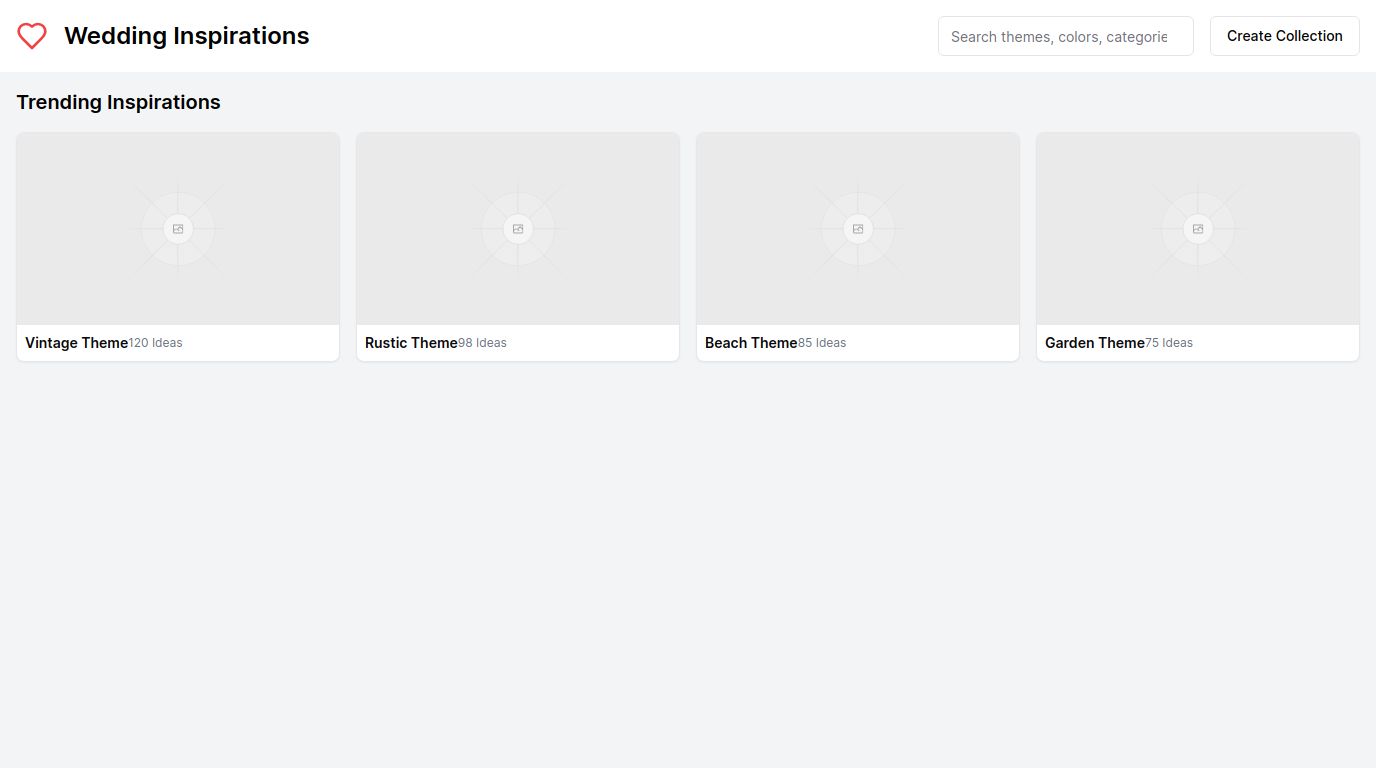 Wedding Inspirations
Search themes, colors, categorie
Create Collection
Trending Inspirations
Vintage Theme120 Ideas
Rustic Theme98 Ideas
Beach Theme85 Ideas
Garden Theme75 Ideas